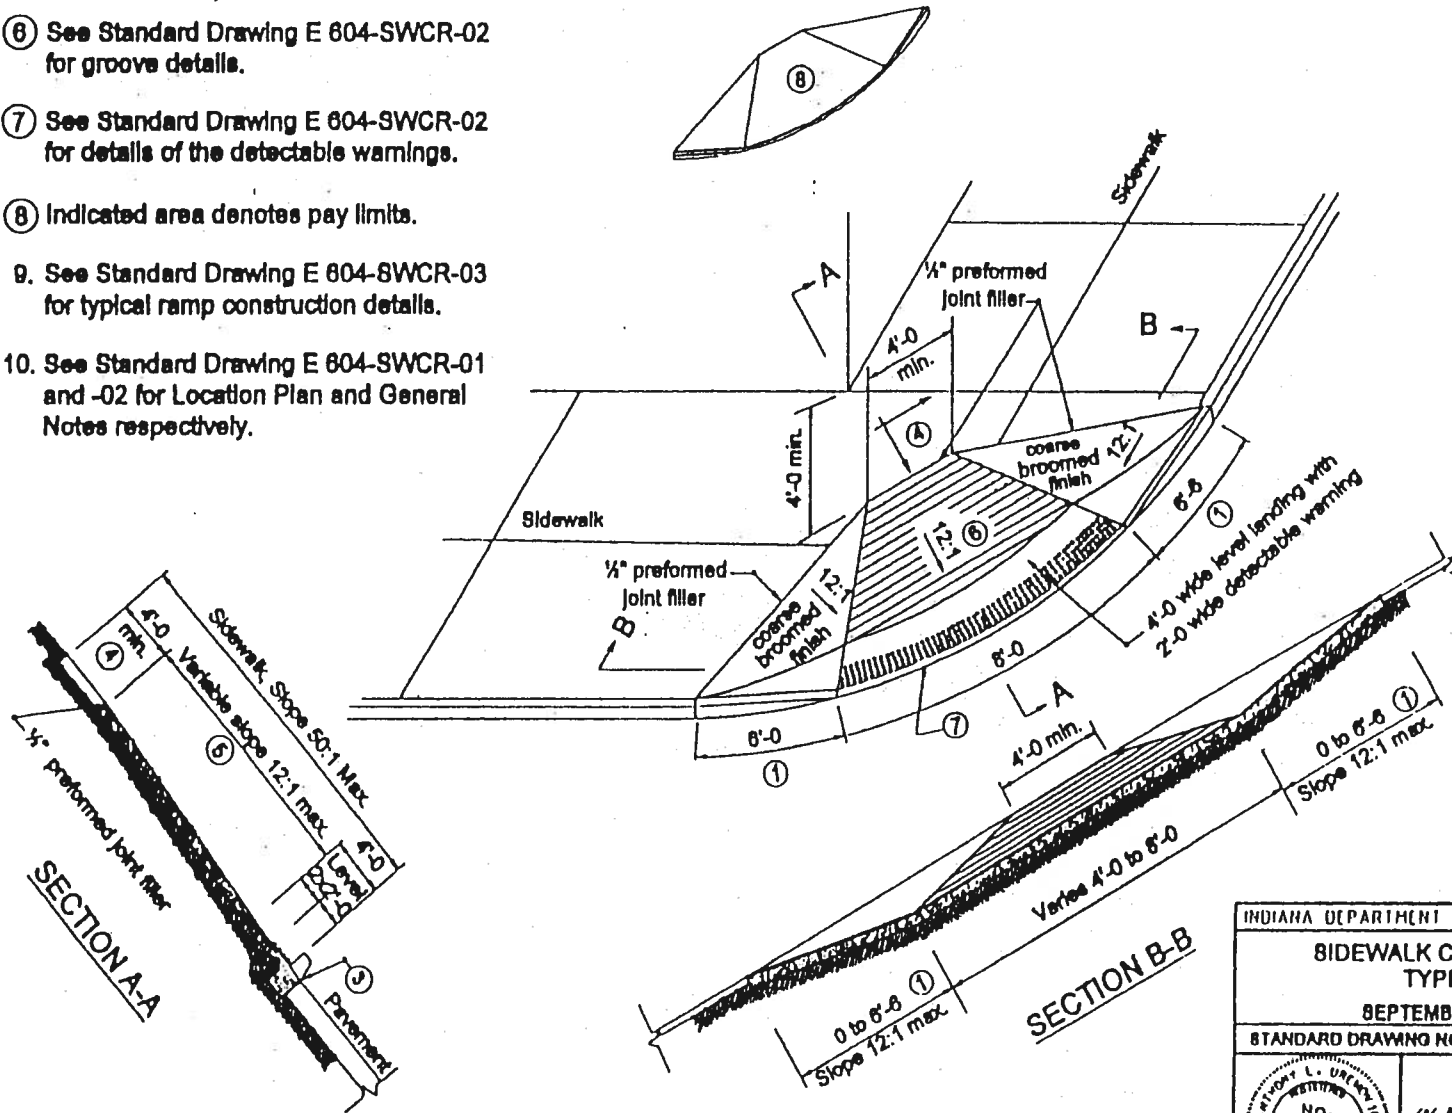 ⑥ See Standard Drawing E 604-SWCR-02
for groove details.
⑦ See Standard Drawing E 604-SWCR-02
for details of the detectable warnings.
⑧ Indicated area denotes pay limits.
9. See Standard Drawing E 604-SWCR-03
for typical ramp construction details.
10. See Standard Drawing E 604-SWCR-01
and -02 for Location Plan and General
Notes respectively.
⑧
Sidewalk
A
½" preformed
joint filler
B
4'-0
min.
④
4'-0 min.
coarse
broomed
finish
12:1
Sidewalk
12:1
⑥
6'-6
①
4'-0 wide level landing with
2'-0 wide detectable warning
½" preformed
joint filler
12:1
coarse
broomed
finish
B
6'-0
①
8'-0
⑦
A
Sidewalk, Slope 50:1 Max
4'-0
min.
④
Variable slope 12:1 max
⑤
4'-0
Level
2'-0
½" preformed joint filler
③
Pavement
SECTION A-A
4'-0 min.
0 to 6'-6 ①
Slope 12:1 max
Varies 4'-0 to 8'-0
0 to 6'-6 ①
Slope 12:1 max
SECTION B-B
INDIANA DEPARTMENT
SIDEWALK C
TYP
SEPTEMB
STANDARD DRAWING N
NO.